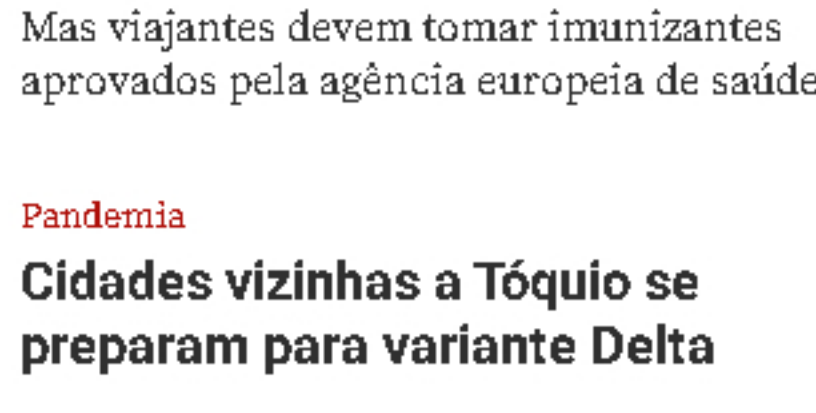 Mas viajantes devem tomar imunizantes
aprovados pela agência europeia de saúde
Pandemia
Cidades vizinhas a Tóquio se
preparam para variante Delta